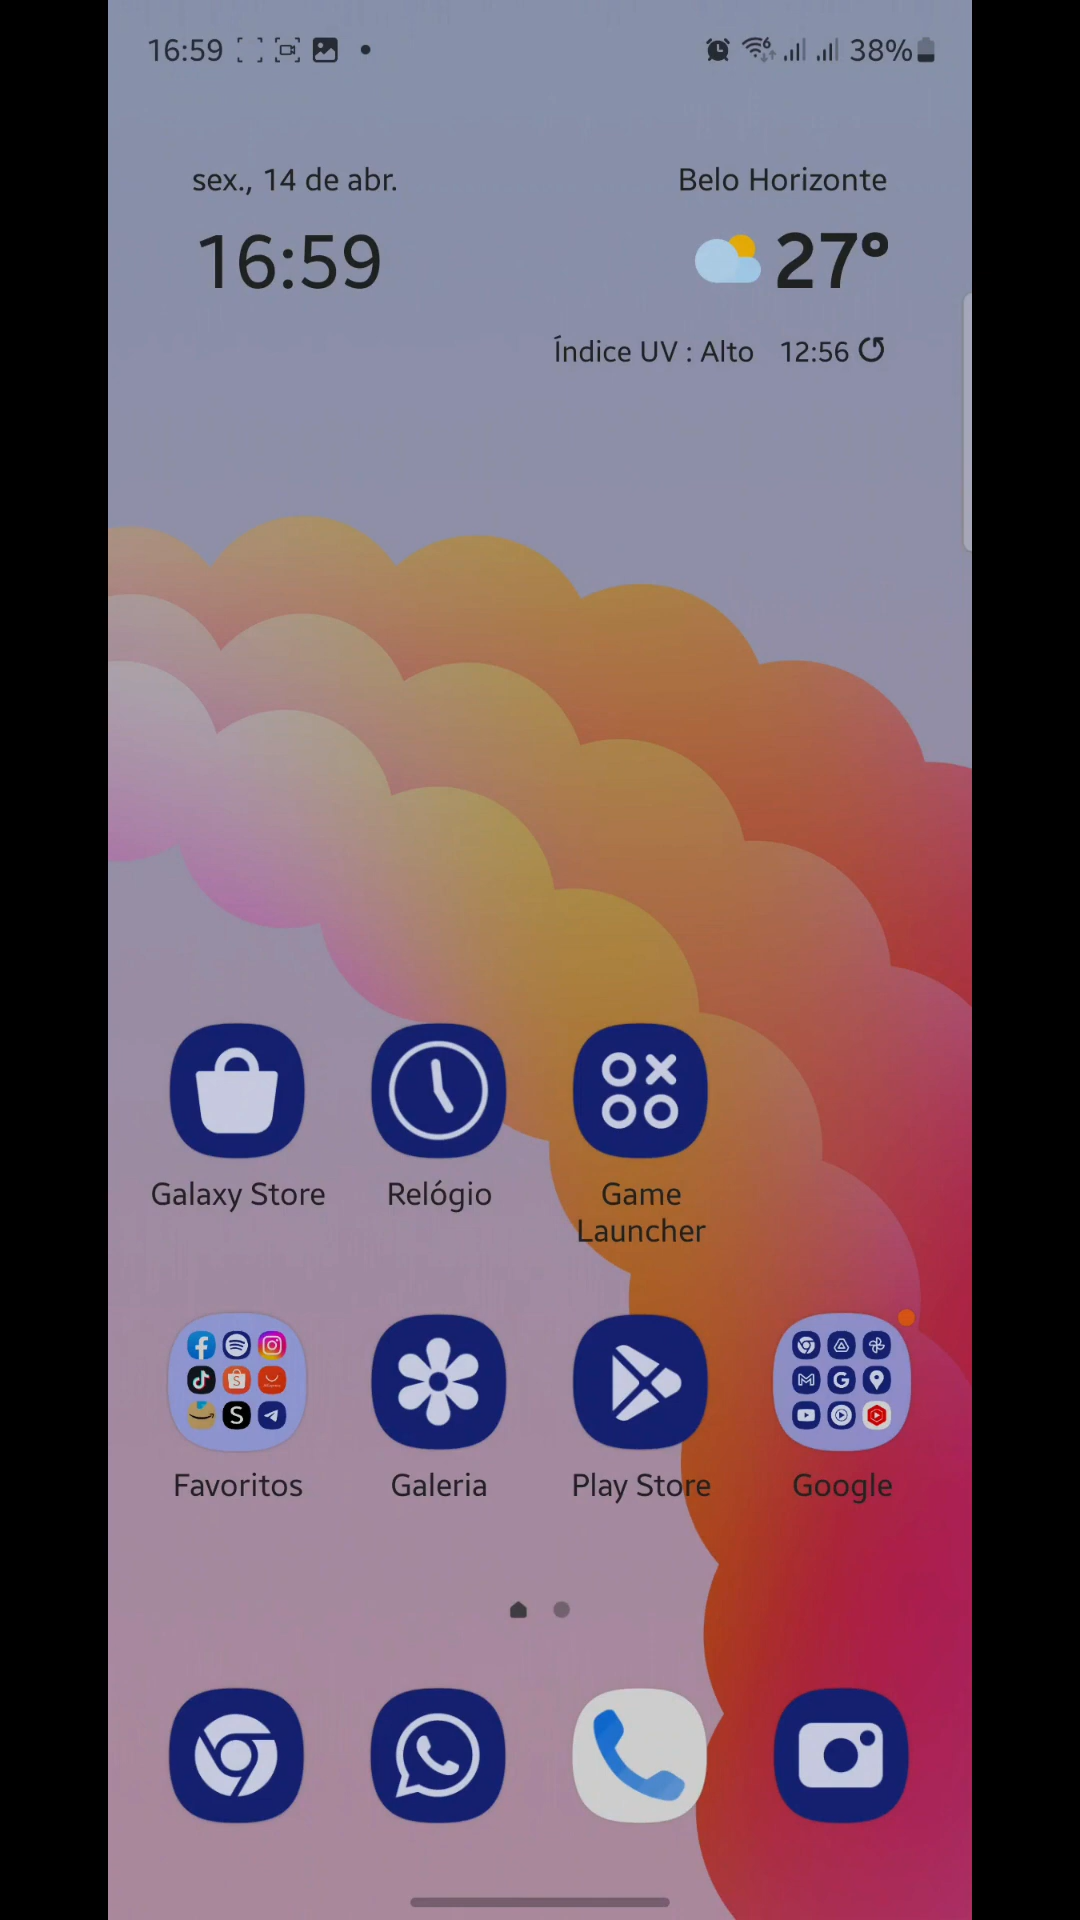 16:59 38%
sex., 14 de abr. Belo Horizonte
16:59 27°
Índice UV : Alto 12:56
Galaxy Store Relógio Game
Launcher
Favoritos Galeria Play Store Google